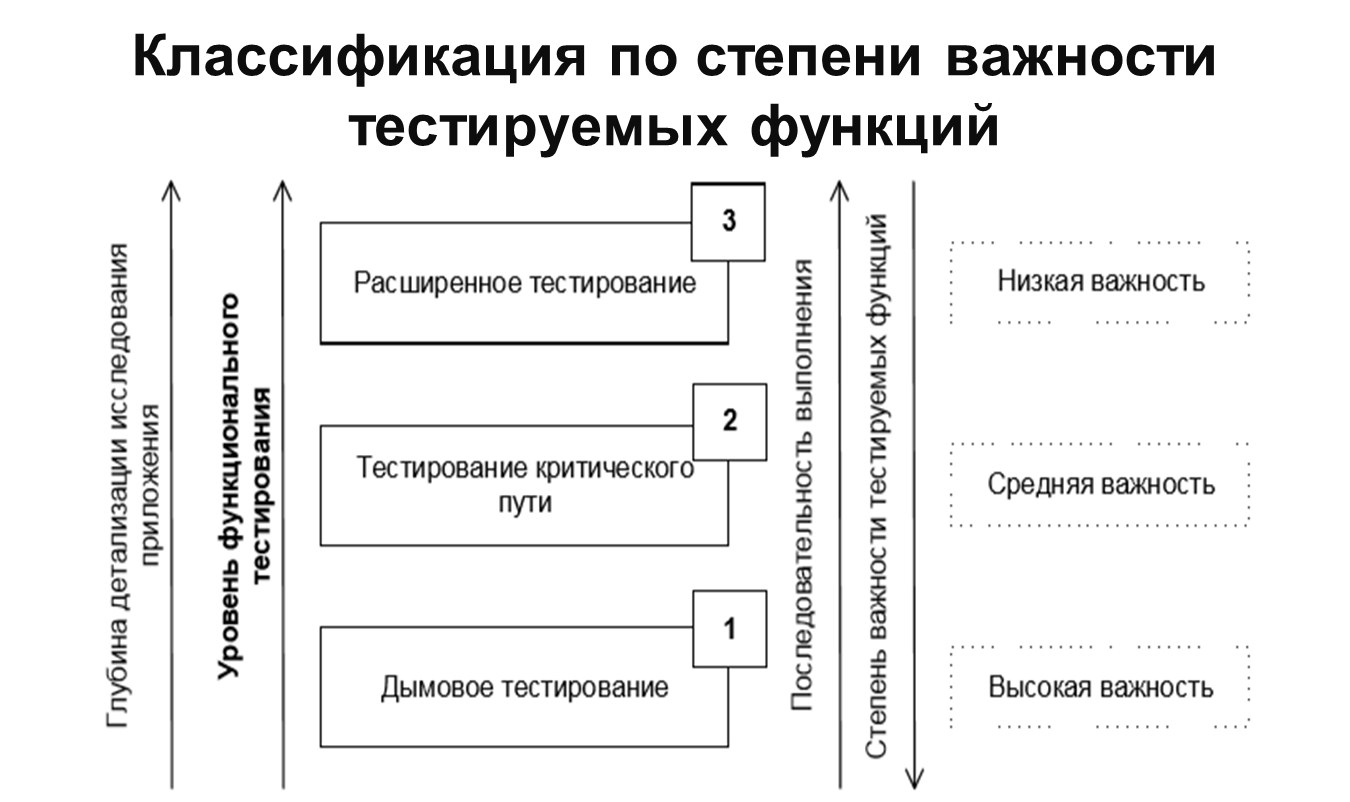 Классификация по степени важности
тестируемых функций
Глубина детализации исследования
приложения
Уровень функционального
тестирования
3
Расширенное тестирование
2
Тестирование критического
пути
1
Дымовое тестирование
Последовательность выполнения
Степень важности тестируемых функций
Низкая важность
Средняя важность
Высокая важность